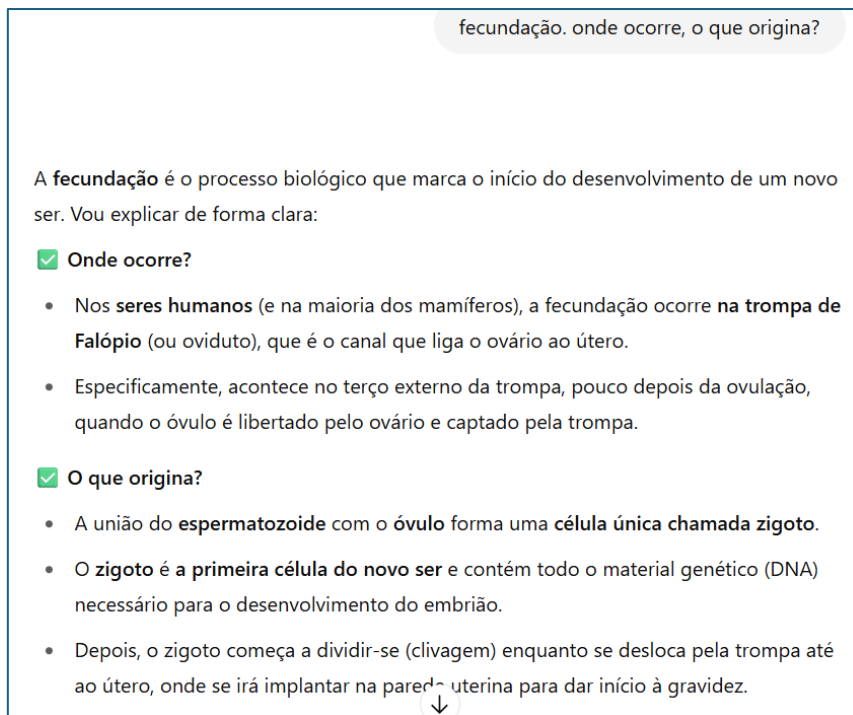 fecundação. onde ocorre, o que origina?
A fecundação é o processo biológico que marca o início do desenvolvimento de um novo
ser. Vou explicar de forma clara:
✅ Onde ocorre?
• Nos seres humanos (e na maioria dos mamíferos), a fecundação ocorre na trompa de
Falópio (ou oviduto), que é o canal que liga o ovário ao útero.
• Especificamente, acontece no terço externo da trompa, pouco depois da ovulação,
quando o óvulo é libertado pelo ovário e captado pela trompa.
✅ O que origina?
• A união do espermatozoide com o óvulo forma uma célula única chamada zigoto.
• O zigoto é a primeira célula do novo ser e contém todo o material genético (DNA)
necessário para o desenvolvimento do embrião.
• Depois, o zigoto começa a dividir-se (clivagem) enquanto se desloca pela trompa até
ao útero, onde se irá implantar na parede uterina para dar início à gravidez.